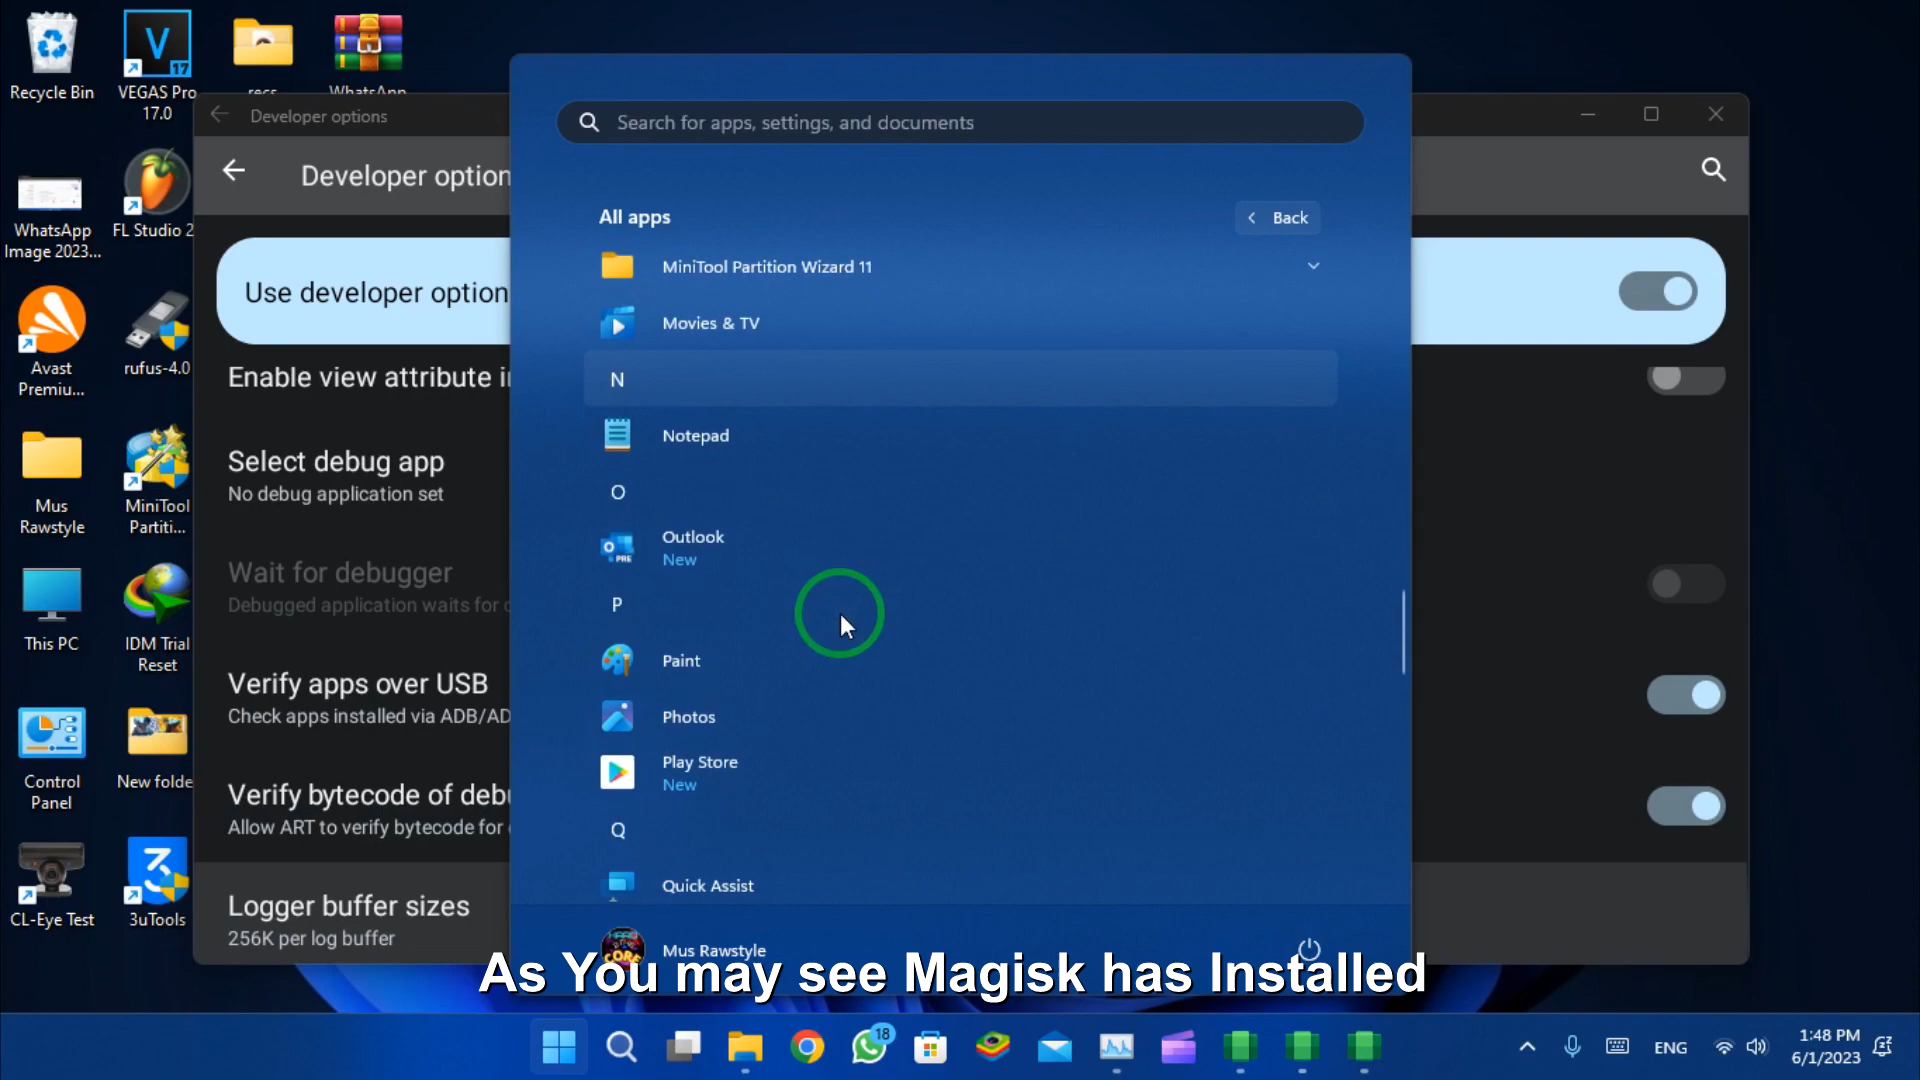 Recycle Bin
VEGAS Pro
17.0
recs
WhatsApp
WhatsApp
Image 2023...
FL Studio 2
Avast
Premiu...
rufus-4.0
Mus
Rawstyle
MiniTool
Partiti...
This PC
IDM Trial
Reset
Control
Panel
New folde
CL-Eye Test
3uTools
Developer options
Developer option
Use developer option
Enable view attribute i
Select debug app
No debug application set
Wait for debugger
Debugged application waits for d
Verify apps over USB
Check apps installed via ADB/AD
Verify bytecode of debu
Allow ART to verify bytecode for
Logger buffer sizes
256K per log buffer
Search for apps, settings, and documents
All apps
Back
MiniTool Partition Wizard 11
Movies & TV
N
Notepad
O
Outlook
New
P
Paint
Photos
Play Store
New
Q
Quick Assist
Mus Rawstyle
As You may see Magisk has Installed
18
ENG
1:48 PM
6/1/2023